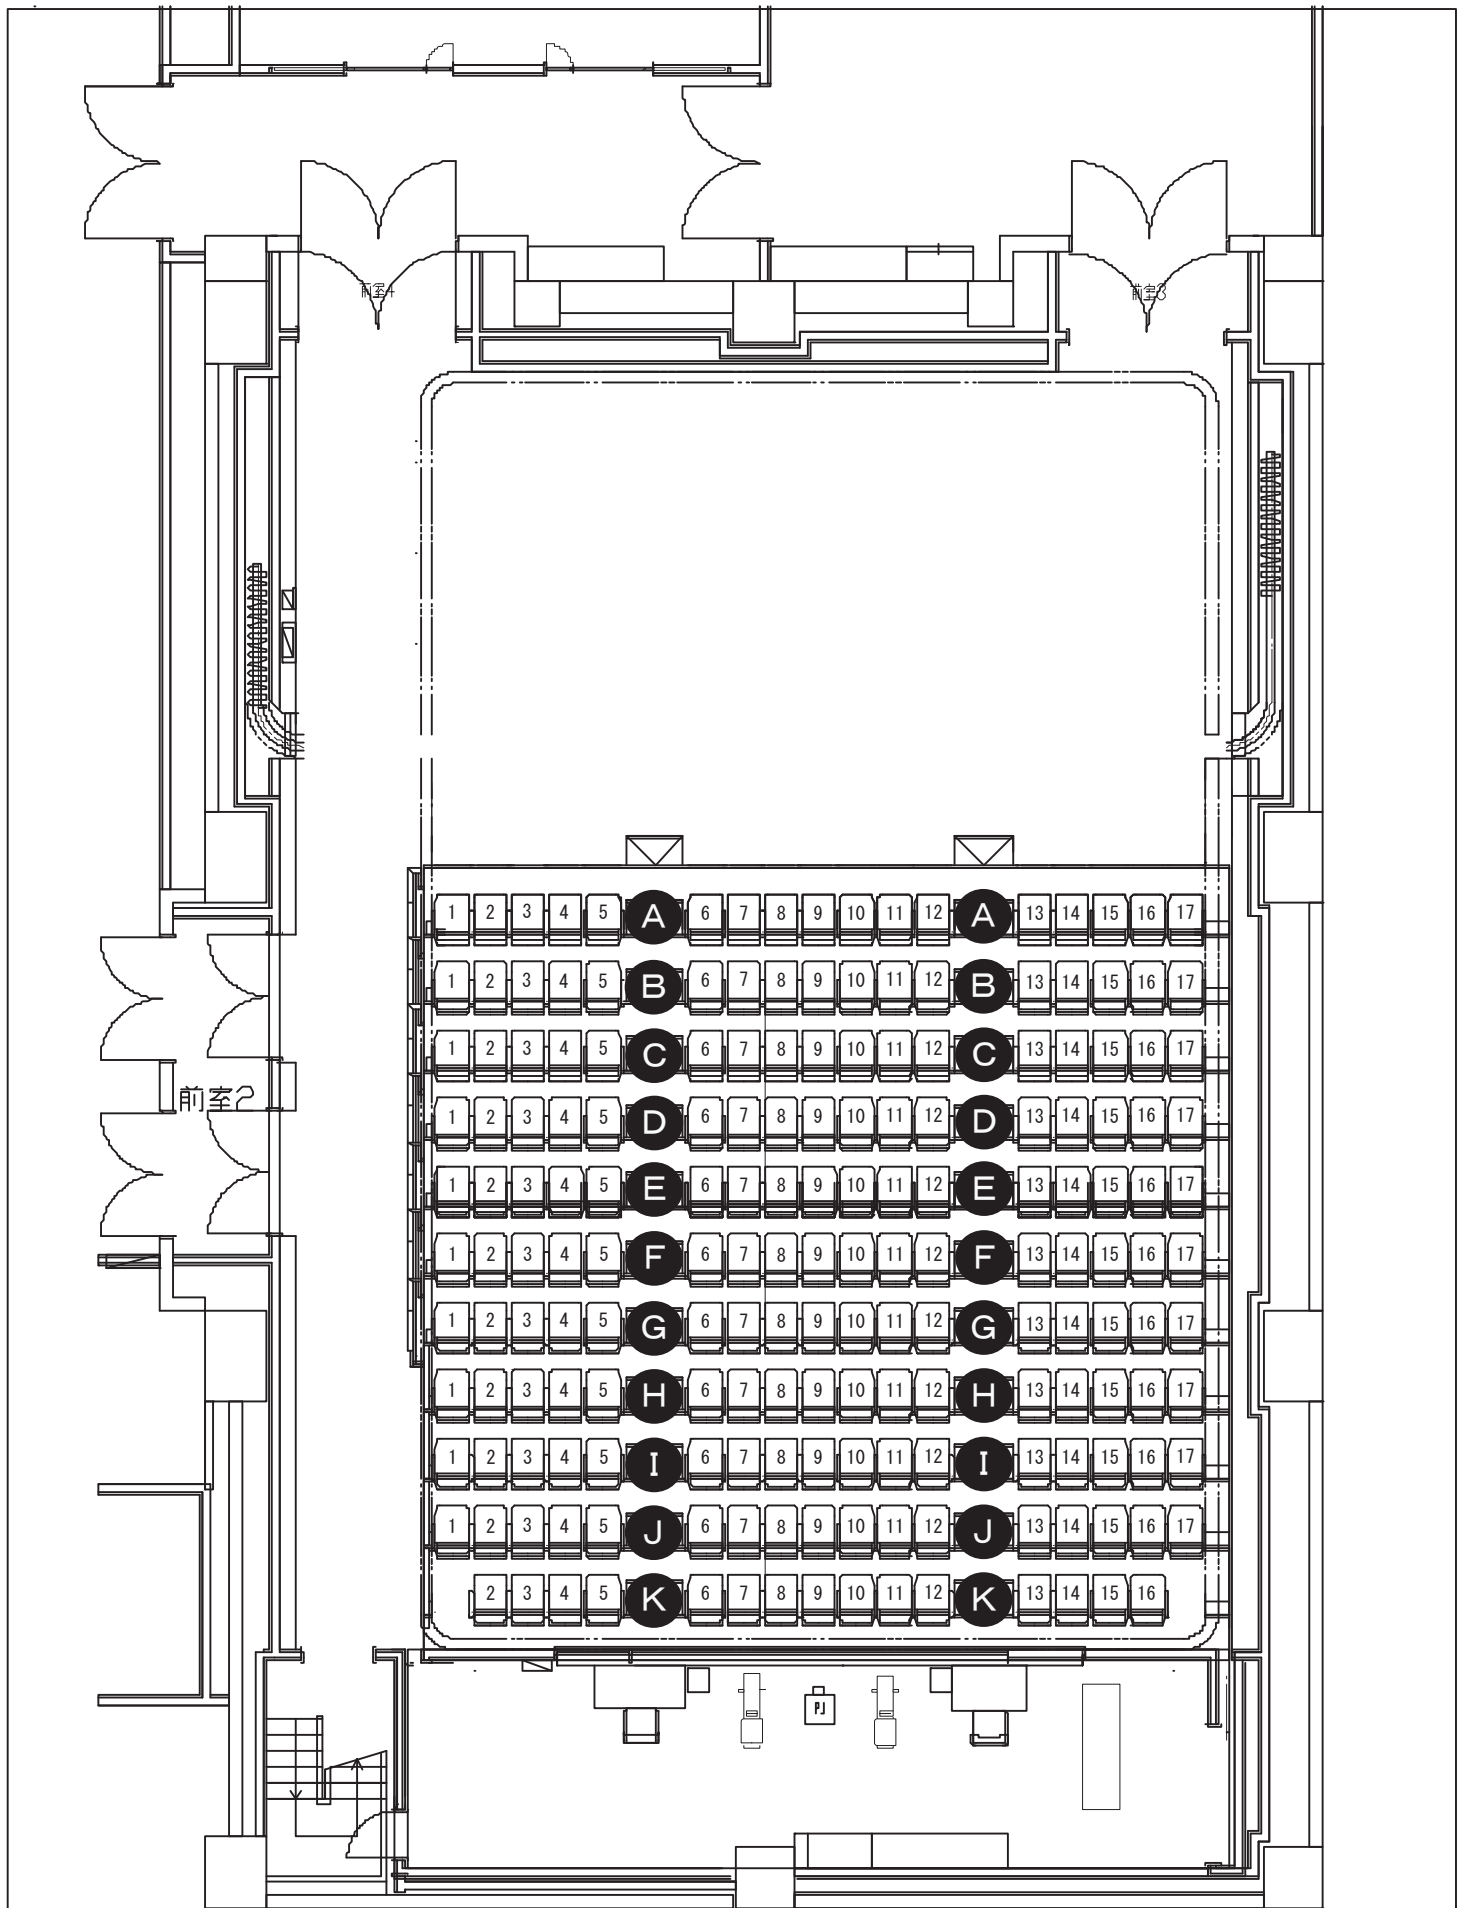 前室4 前室3
1 2 3 4 5 A 6 7 8 9 10 11 12 A 13 14 15 16 17
1 2 3 4 5 B 6 7 8 9 10 11 12 B 13 14 15 16 17
1 2 3 4 5 C 6 7 8 9 10 11 12 C 13 14 15 16 17
前室2
1 2 3 4 5 D 6 7 8 9 10 11 12 D 13 14 15 16 17
1 2 3 4 5 E 6 7 8 9 10 11 12 E 13 14 15 16 17
1 2 3 4 5 F 6 7 8 9 10 11 12 F 13 14 15 16 17
1 2 3 4 5 G 6 7 8 9 10 11 12 G 13 14 15 16 17
1 2 3 4 5 H 6 7 8 9 10 11 12 H 13 14 15 16 17
1 2 3 4 5 I 6 7 8 9 10 11 12 I 13 14 15 16 17
1 2 3 4 5 J 6 7 8 9 10 11 12 J 13 14 15 16 17
2 3 4 5 K 6 7 8 9 10 11 12 K 13 14 15 16
PJ